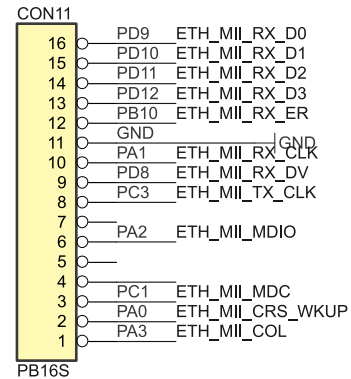 CON11
16 PD9 ETH_MII_RX_D0
15 PD10 ETH_MII_RX_D1
14 PD11 ETH_MII_RX_D2
13 PD12 ETH_MII_RX_D3
12 PB10 ETH_MII_RX_ER
11 GND GND
10 PA1 ETH_MII_RX_CLK
9 PD8 ETH_MII_RX_DV
8 PC3 ETH_MII_TX_CLK
7
6 PA2 ETH_MII_MDIO
5
4
3 PC1 ETH_MII_MDC
2 PA0 ETH_MII_CRS_WKUP
1 PA3 ETH_MII_COL
PB16S